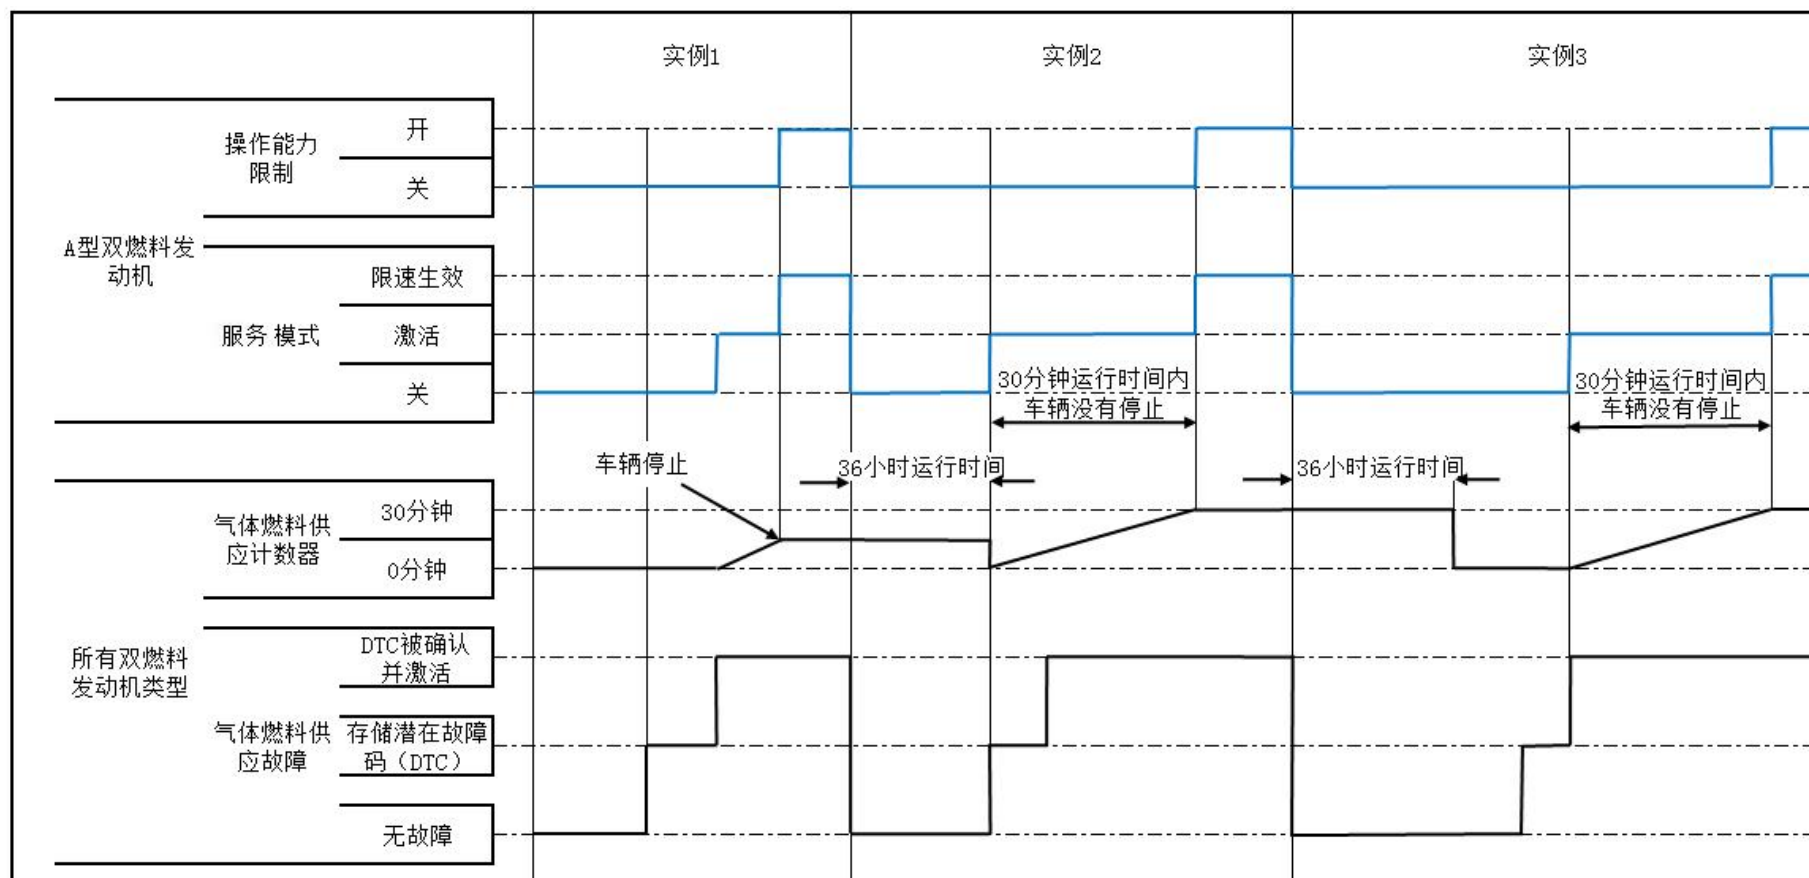 实例1
实例2
实例3
操作能力
限制
开
关
A型双燃料发
动机
服务 模式
限速生效
激活
关
30分钟运行时间内
车辆没有停止
30分钟运行时间内
车辆没有停止
车辆停止
36小时运行时间
36小时运行时间
气体燃料供
应计数器
30分钟
0分钟
所有双燃料
发动机类型
气体燃料供
应故障
DTC被确认
并激活
存储潜在故障
码（DTC）
无故障